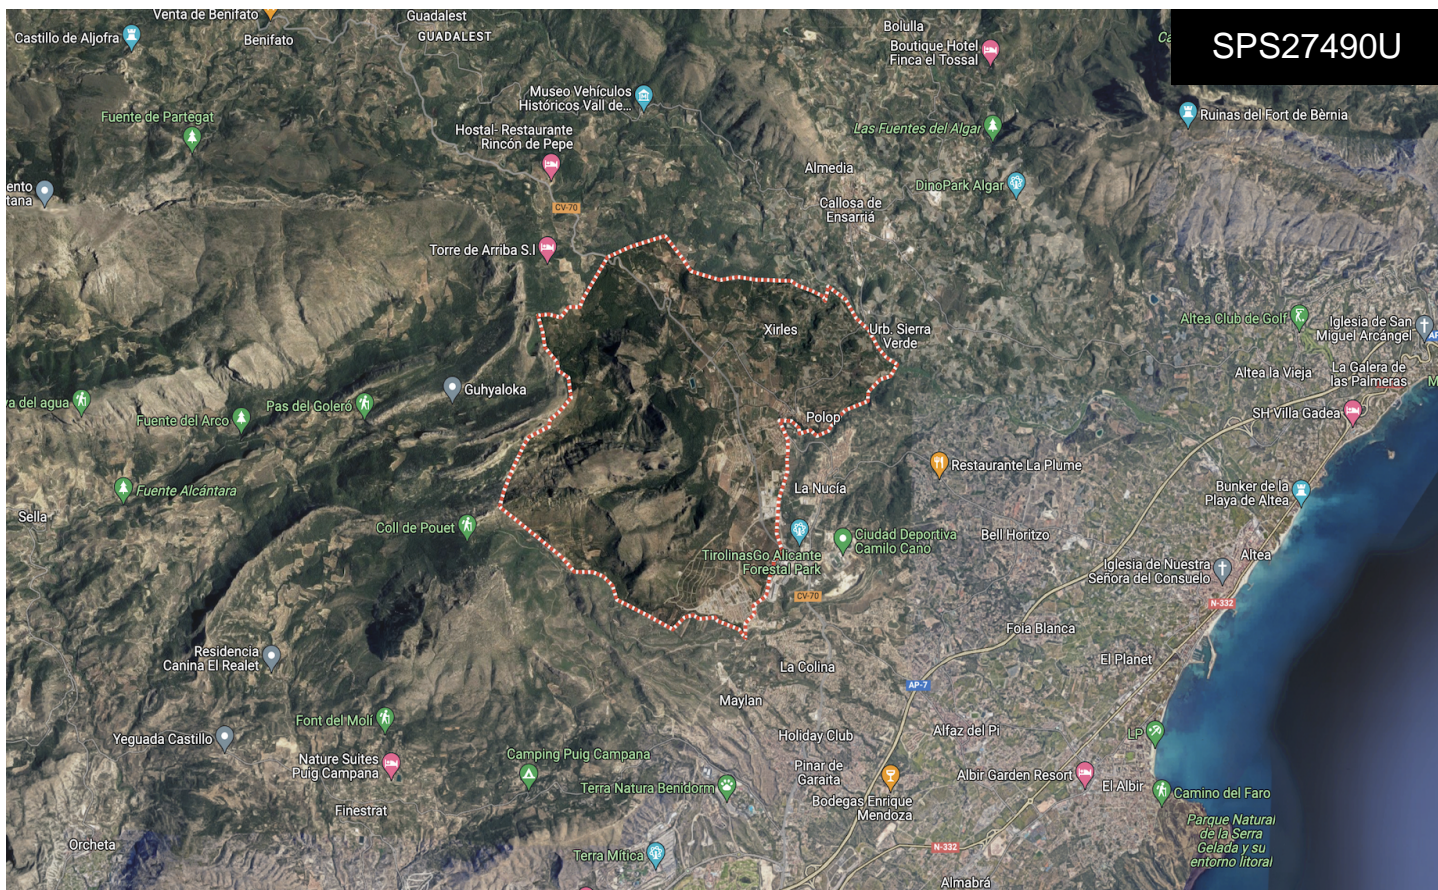 SPS27490U
Venta de Benifato
Guadalest
GUADALEST
Castillo de Aljofra
Benifato
Bolulla
Boutique Hotel
Finca el Tossal
Museo Vehículos
Históricos Vall de...
Ruinas del Fort de Bèrnia
Fuente de Partegat
Hostal- Restaurante
Rincón de Pepe
Las Fuentes del Algar
Almedia
DinoPark Algar
ento
tana
CV-70
Callosa de
Ensarriá
Torre de Arriba S.l
Xirles
Urb. Sierra
Verde
Altea Club de Golf
Iglesia de San
Miguel Arcángel
AP
Altea la Vieja
La Galera de
las Palmeras
M
Guhyaloka
va del agua
Pas del Goleró
Fuente del Arco
Polop
SH Villa Gadea
Restaurante La Plume
Fuente Alcántara
La Nucía
Bunker de la
Playa de Altea
Sella
Coll de Pouet
TirolinasGo Alicante
Forestal Park
Ciudad Deportiva
Camilo Cano
Bell Horitzo
Altea
Iglesia de Nuestra
Señora del Consuelo
CV-70
N-332
Foia Blanca
Residencia
Canina El Realet
La Colina
El Planet
AP-7
Maylan
Font del Molí
Yeguada Castillo
Holiday Club
Alfaz del Pi
LP
Nature Suites
Puig Campana
Camping Puig Campana
Pinar de
Garaita
Terra Natura Benidorm
Albir Garden Resort
El Albir
Camino del Faro
Bodegas Enrique
Mendoza
Finestrat
Parque Natural
de la Serra
Gelada y su
entorno litoral
Orcheta
Terra Mítica
N-332
Almabrá